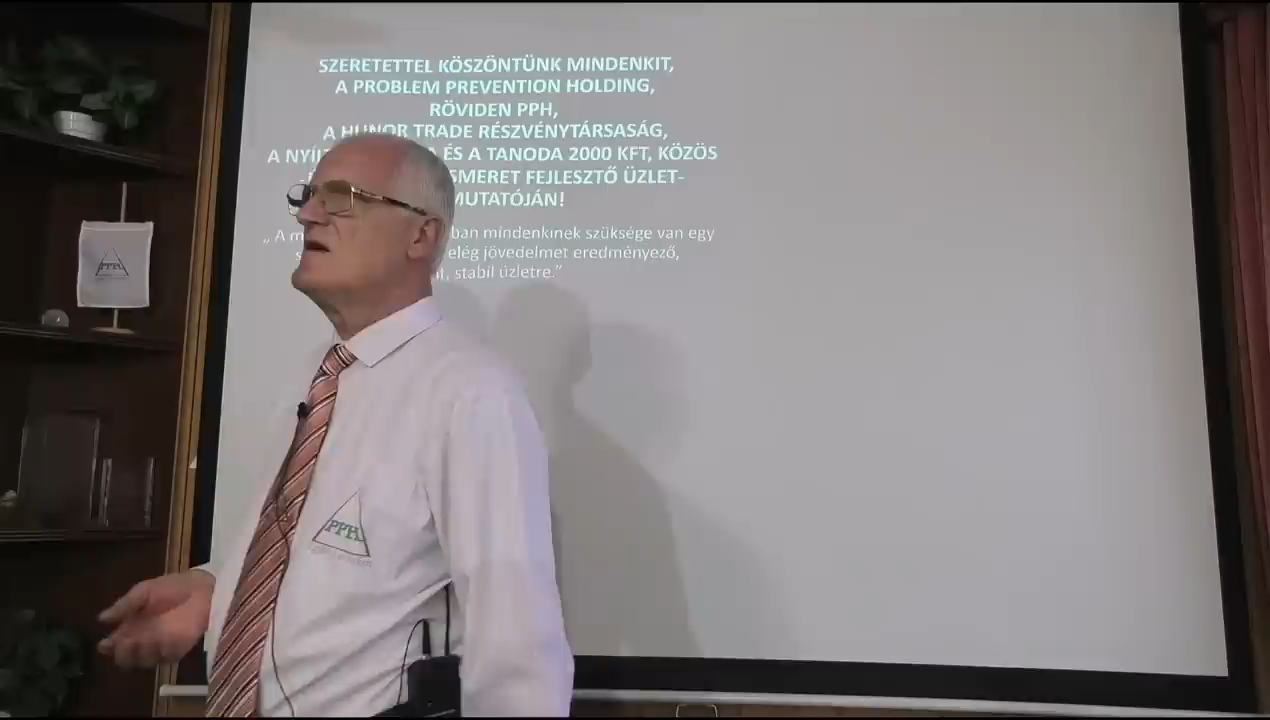 SZERETETTEL KÖSZÖNTÜNK MINDENKIT,
A PROBLEM PREVENTION HOLDING,
RÖVIDEN PPH,
A HUNOR TRADE RÉSZVÉNYTÁRSASÁG,
A NYÍ A ÉS A TANODA 2000 KFT, KÖZÖS
SMERET FEJLESZTŐ ÜZLET-
MUTATÓJÁN!
„ A m ban mindenkinek szüksége van egy
elég jövedelmet eredményező,
stabil üzletre.”
PPH
PPH